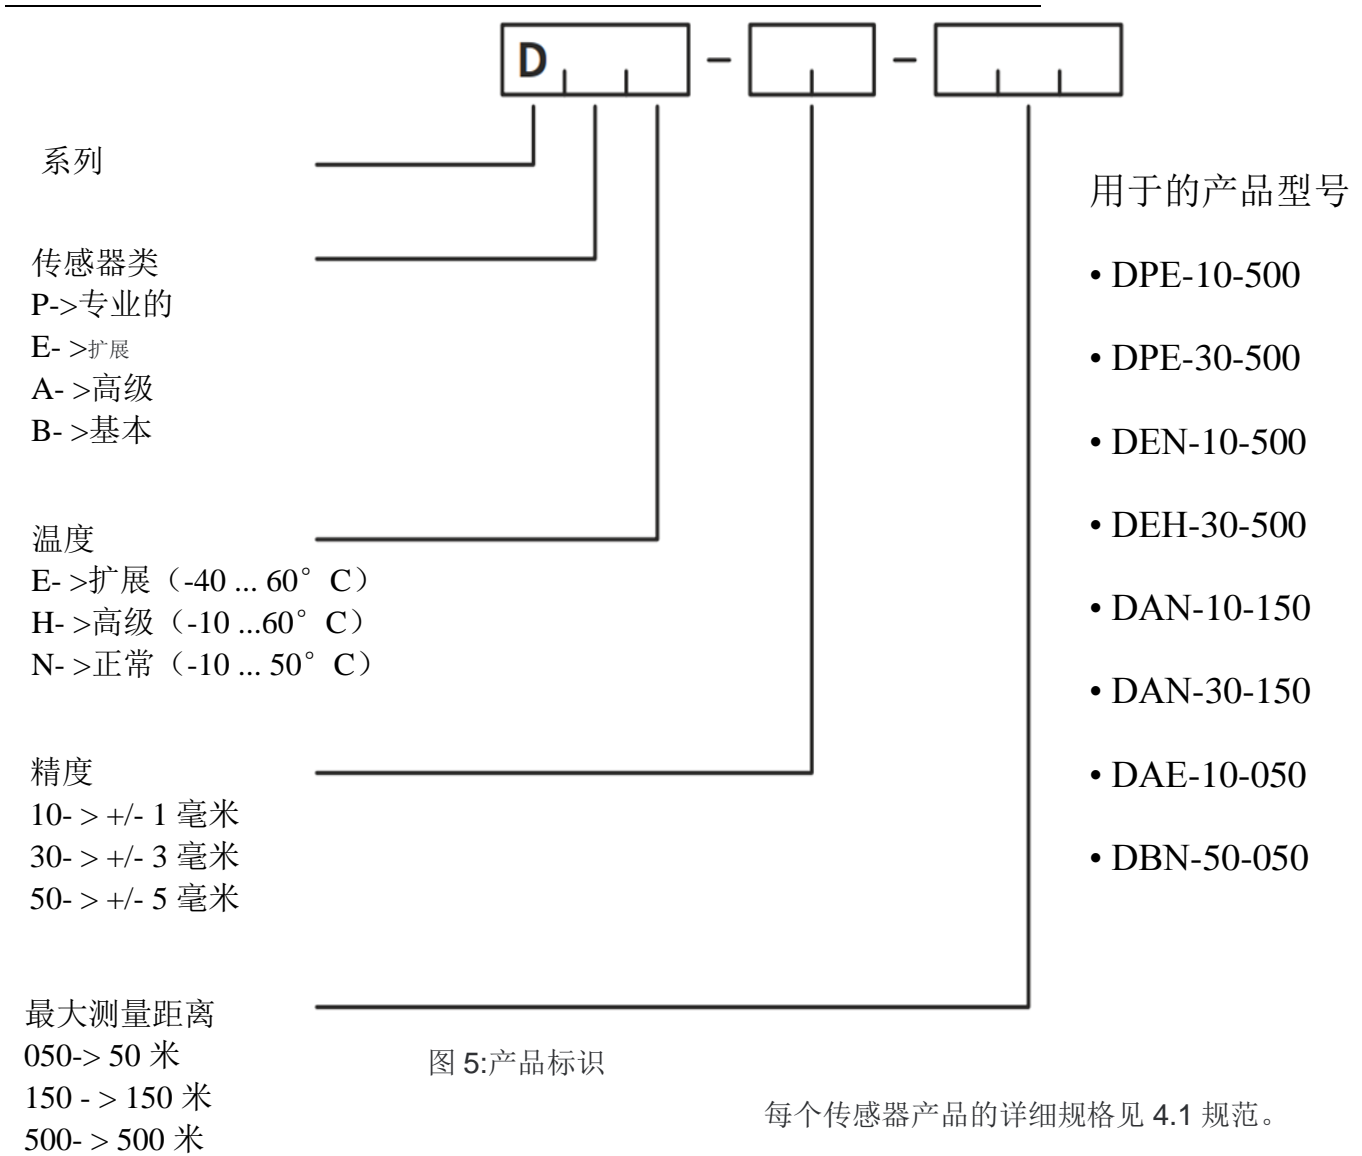 D - -
系列
传感器类
P->专业的
E- >扩展
A- >高级
B- >基本
温度
E- >扩展（-40 ... 60°C）
H- >高级（-10 ...60°C）
N- >正常（-10 ... 50°C）
精度
10- > +/- 1 毫米
30- > +/- 3 毫米
50- > +/- 5 毫米
最大测量距离
050-> 50 米
150 - > 150 米
500- > 500 米
用于的产品型号
• DPE-10-500
• DPE-30-500
• DEN-10-500
• DEH-30-500
• DAN-10-150
• DAN-30-150
• DAE-10-050
• DBN-50-050
图 5:产品标识
每个传感器产品的详细规格见 4.1 规范。